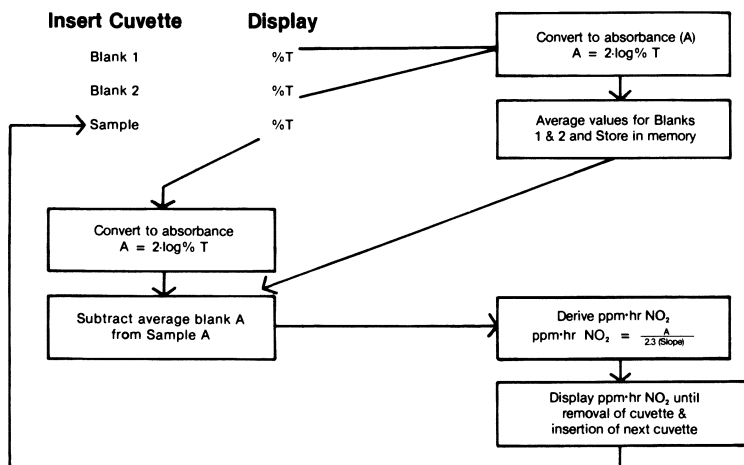 Insert Cuvette Display
Blank 1 %T
Blank 2 %T
Sample %T
Convert to absorbance (A)
A = 2·log% T
Average values for Blanks
1 & 2 and Store in memory
Convert to absorbance
A = 2·log% T
Subtract average blank A
from Sample A
Derive ppm·hr NO₂
ppm·hr NO₂ = A / 2.3 (Slope)
Display ppm·hr NO₂ until
removal of cuvette &
insertion of next cuvette